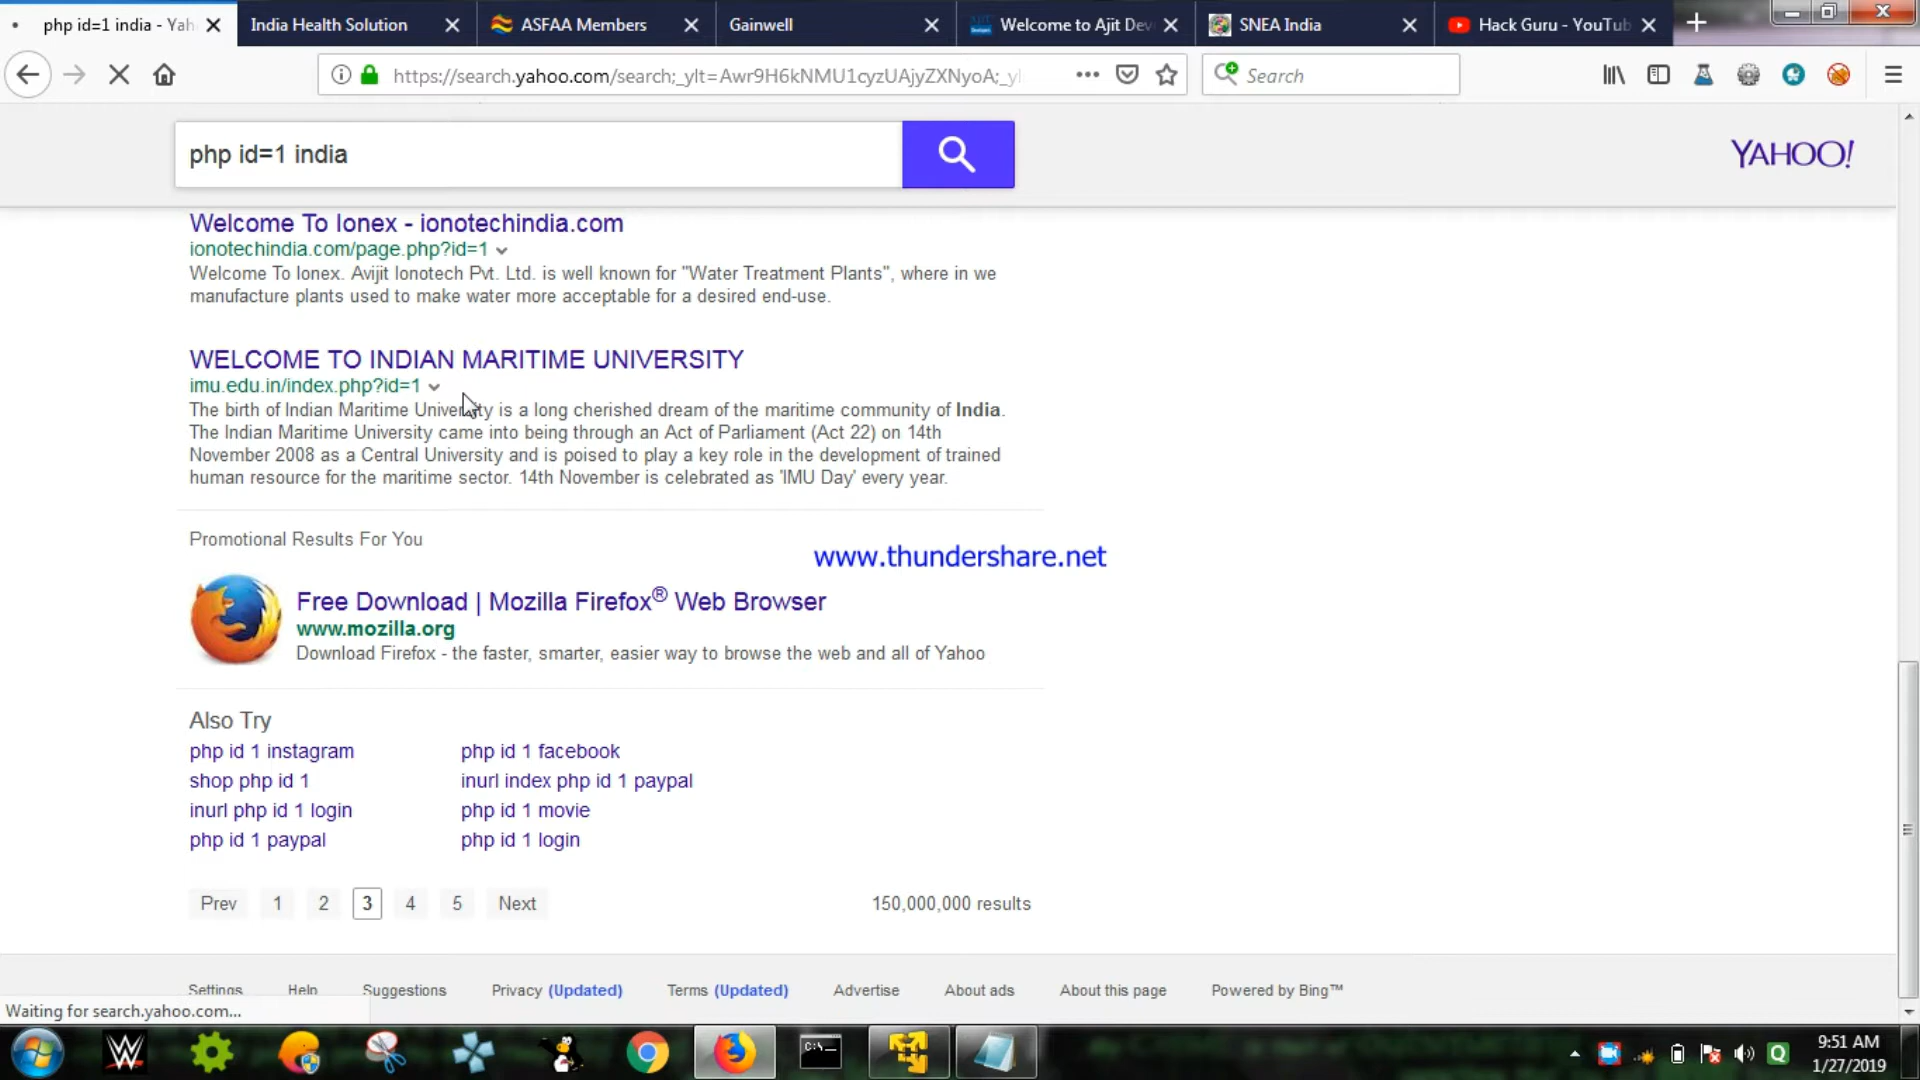 php id=1 india - Yah
India Health Solution
ASFAA Members
Gainwell
Welcome to Ajit Dev
SNEA India
Hack Guru - YouTub
https://search.yahoo.com/search;_ylt=Awr9H6kNMU1cyzUAjyZXNyoA;_yl
Search
php id=1 india
YAHOO!
Welcome To Ionex - ionotechindia.com
ionotechindia.com/page.php?id=1
Welcome To Ionex. Avijit Ionotech Pvt. Ltd. is well known for "Water Treatment Plants", where in we
manufacture plants used to make water more acceptable for a desired end-use.
WELCOME TO INDIAN MARITIME UNIVERSITY
imu.edu.in/index.php?id=1
The birth of Indian Maritime University is a long cherished dream of the maritime community of India.
The Indian Maritime University came into being through an Act of Parliament (Act 22) on 14th
November 2008 as a Central University and is poised to play a key role in the development of trained
human resource for the maritime sector. 14th November is celebrated as 'IMU Day' every year.
Promotional Results For You
www.thundershare.net
Free Download | Mozilla Firefox® Web Browser
www.mozilla.org
Download Firefox - the faster, smarter, easier way to browse the web and all of Yahoo
Also Try
php id 1 instagram
php id 1 facebook
shop php id 1
inurl index php id 1 paypal
inurl php id 1 login
php id 1 movie
php id 1 paypal
php id 1 login
Prev 1 2 3 4 5 Next
150,000,000 results
Settings Help Suggestions Privacy (Updated) Terms (Updated) Advertise About ads About this page Powered by Bing™
Waiting for search.yahoo.com...
9:51 AM
1/27/2019